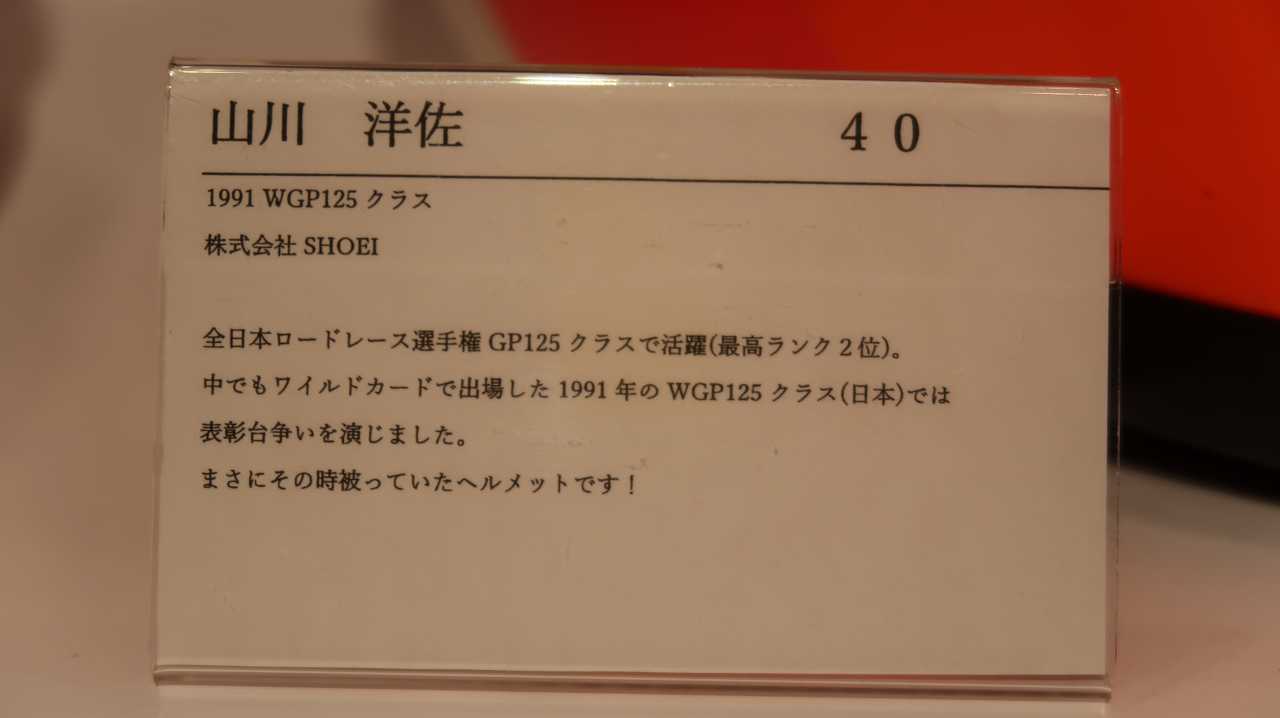 山川　洋佐　４０
1991 WGP125 クラス
株式会社 SHOEI
全日本ロードレース選手権 GP125 クラスで活躍(最高ランク２位)。
中でもワイルドカードで出場した 1991 年の WGP125 クラス(日本)では
表彰台争いを演じました。
まさにその時被っていたヘルメットです！